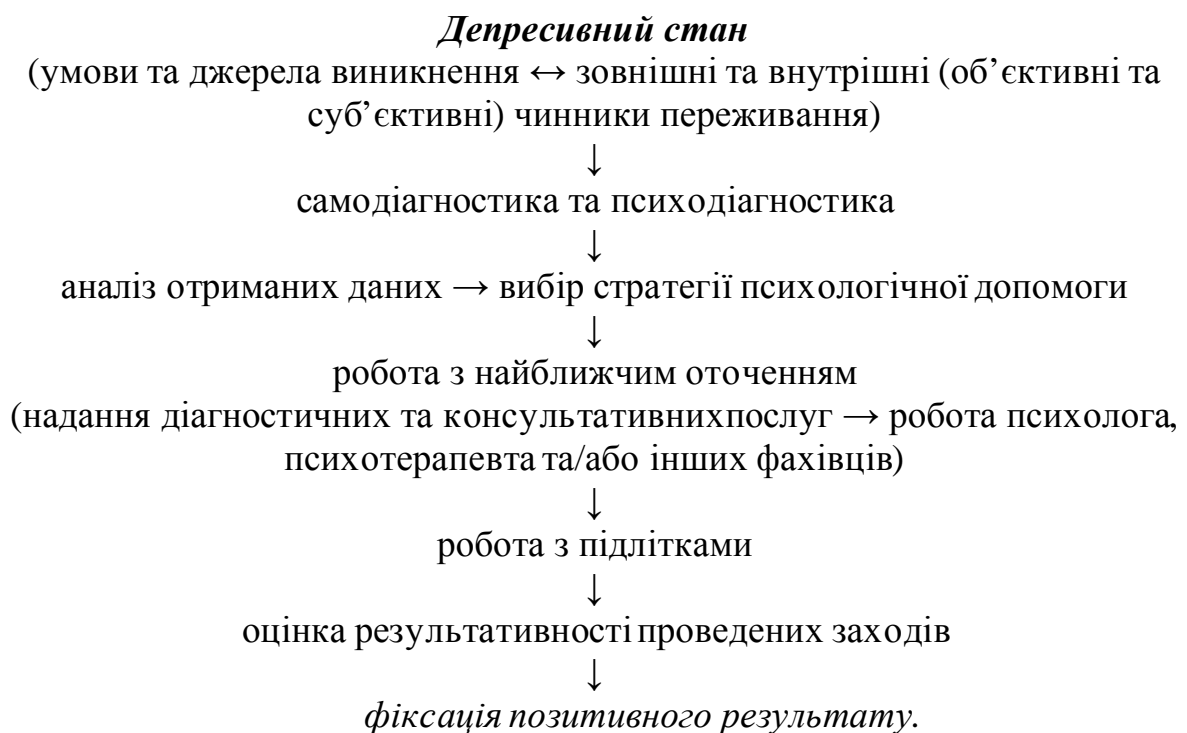 Депресивний стан
(умови та джерела виникнення ↔ зовнішні та внутрішні (об’єктивні та
суб’єктивні) чинники переживання)
↓
самодіагностика та психодіагностика
↓
аналіз отриманих даних → вибір стратегії психологічної допомоги
↓
робота з найближчим оточенням
(надання діагностичних та консультативнихпослуг → робота психолога,
психотерапевта та/або інших фахівців)
↓
робота з підлітками
↓
оцінка результативності проведених заходів
↓
фіксація позитивного результату.